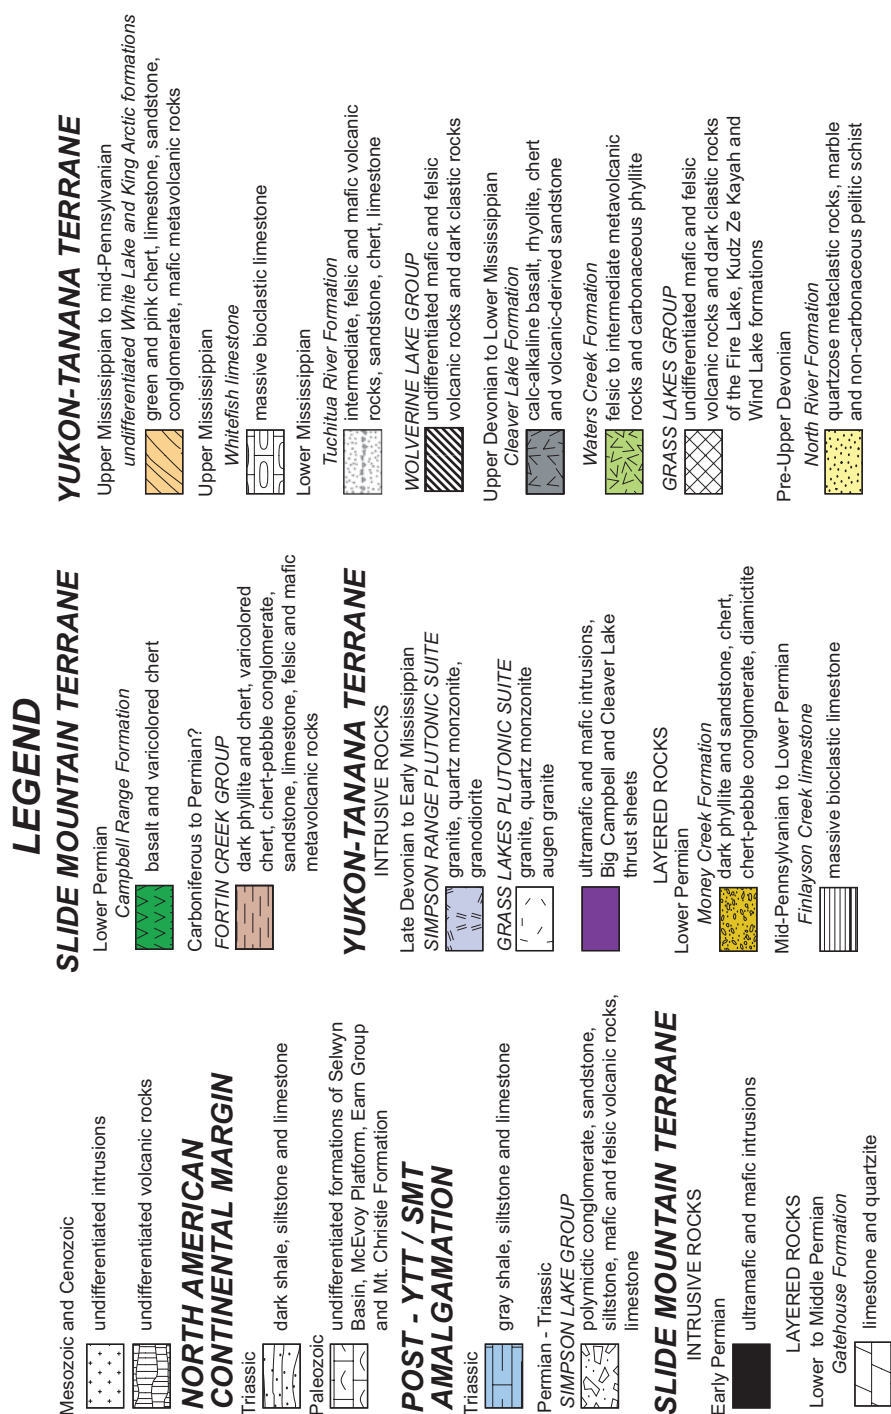 LEGEND
Mesozoic and Cenozoic
undifferentiated intrusions
undifferentiated volcanic rocks
NORTH AMERICAN
CONTINENTAL MARGIN
Triassic
dark shale, siltstone and limestone
Paleozoic
undifferentiated formations of Selwyn
Basin, McEvoy Platform, Earn Group
and Mt. Christie Formation
POST - YTT / SMT
AMALGAMATION
Triassic
gray shale, siltstone and limestone
Permian - Triassic
SIMPSON LAKE GROUP
polymictic conglomerate, sandstone,
siltstone, mafic and felsic volcanic rocks,
limestone
SLIDE MOUNTAIN TERRANE
INTRUSIVE ROCKS
Early Permian
ultramafic and mafic intrusions
LAYERED ROCKS
Lower to Middle Permian
Gatehouse Formation
limestone and quartzite
SLIDE MOUNTAIN TERRANE
Lower Permian
Campbell Range Formation
basalt and varicolored chert
Carboniferous to Permian?
FORTIN CREEK GROUP
dark phyllite and chert, varicolored
chert, chert-pebble conglomerate,
sandstone, limestone, felsic and mafic
metavolcanic rocks
YUKON-TANANA TERRANE
INTRUSIVE ROCKS
Late Devonian to Early Mississippian
SIMPSON RANGE PLUTONIC SUITE
granite, quartz monzonite,
granodiorite
GRASS LAKES PLUTONIC SUITE
granite, quartz monzonite
augen granite
ultramafic and mafic intrusions,
Big Campbell and Cleaver Lake
thrust sheets
LAYERED ROCKS
Lower Permian
Money Creek Formation
dark phyllite and sandstone, chert,
chert-pebble conglomerate, diamictite
Mid-Pennsylvanian to Lower Permian
Finlayson Creek limestone
massive bioclastic limestone
YUKON-TANANA TERRANE
Upper Mississippian to mid-Pennsylvanian
undifferentiated White Lake and King Arctic formations
green and pink chert, limestone, sandstone,
conglomerate, mafic metavolcanic rocks
Upper Mississippian
Whitefish limestone
massive bioclastic limestone
Lower Mississippian
Tuchitua River Formation
intermediate, felsic and mafic volcanic
rocks, sandstone, chert, limestone
WOLVERINE LAKE GROUP
undifferentiated mafic and felsic
volcanic rocks and dark clastic rocks
Upper Devonian to Lower Mississippian
Cleaver Lake Formation
calc-alkaline basalt, rhyolite, chert
and volcanic-derived sandstone
Waters Creek Formation
felsic to intermediate metavolcanic
rocks and carbonaceous phyllite
GRASS LAKES GROUP
undifferentiated mafic and felsic
volcanic rocks and dark clastic rocks
of the Fire Lake, Kudz Ze Kayah and
Wind Lake formations
Pre-Upper Devonian
North River Formation
quartzose metaclastic rocks, marble
and non-carbonaceous pelitic schist